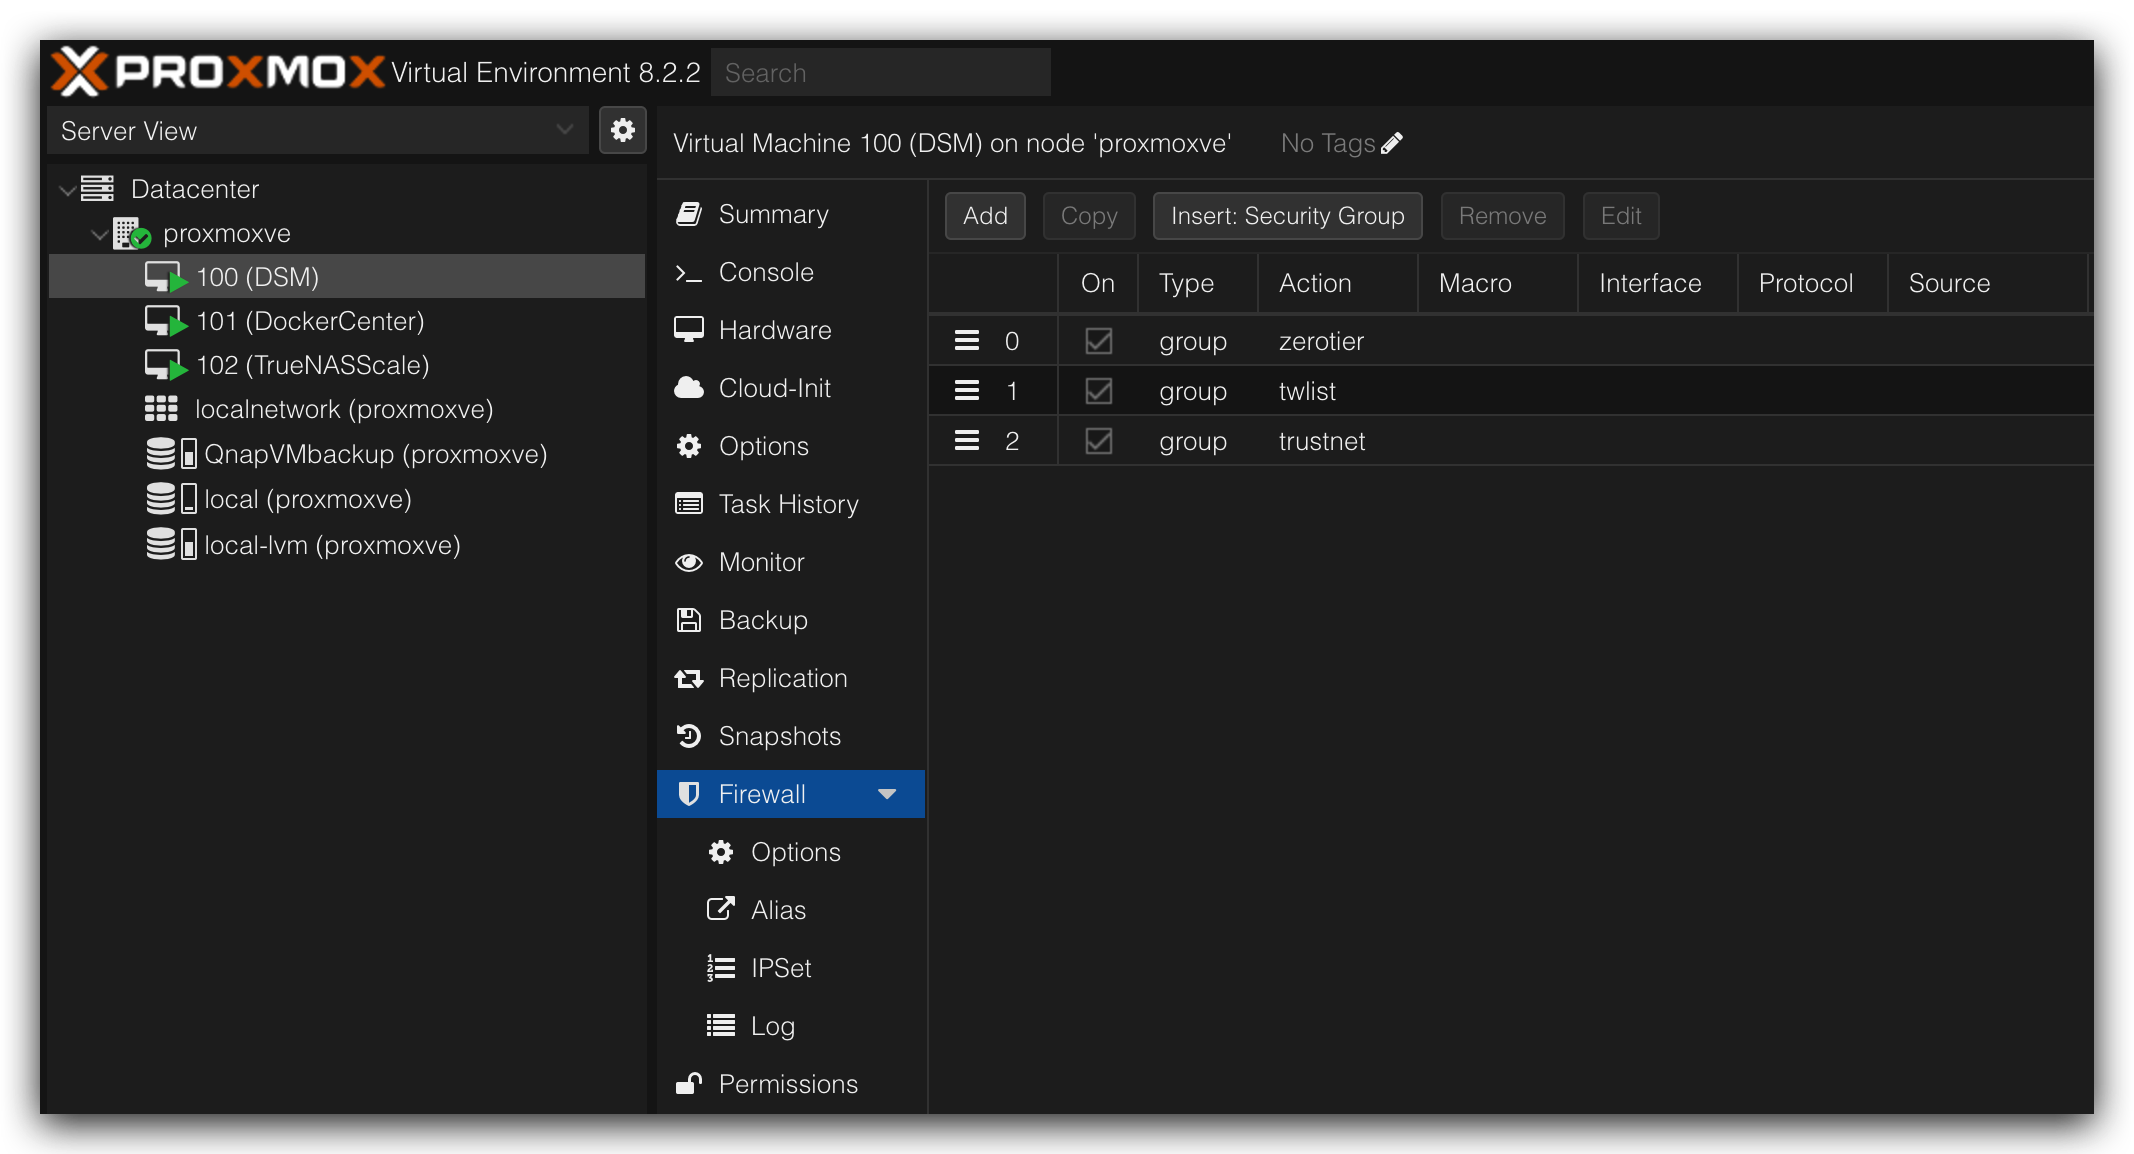 PROXMOX Virtual Environment 8.2.2 Search
Server View
Datacenter
proxmoxve
100 (DSM)
101 (DockerCenter)
102 (TrueNASScale)
localnetwork (proxmoxve)
QnapVMbackup (proxmoxve)
local (proxmoxve)
local-lvm (proxmoxve)
Virtual Machine 100 (DSM) on node 'proxmoxve' No Tags
Summary
Console
Hardware
Cloud-Init
Options
Task History
Monitor
Backup
Replication
Snapshots
Firewall
Options
Alias
IPSet
Log
Permissions
Add Copy Insert: Security Group Remove Edit
On Type Action Macro Interface Protocol Source
0 group zerotier
1 group twlist
2 group trustnet